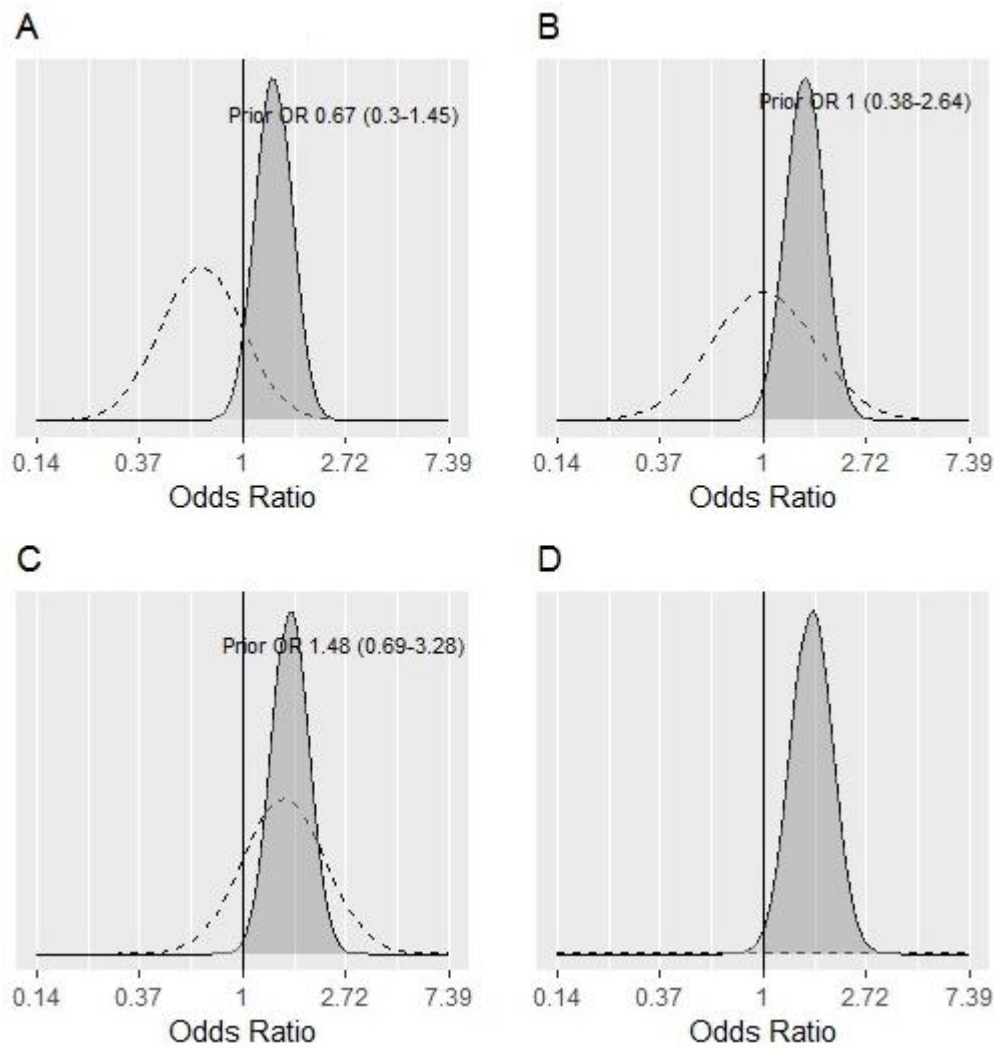 A
Prior OR 0.67 (0.3-1.45)
0.14 0.37 1 2.72 7.39
Odds Ratio
B
Prior OR 1 (0.38-2.64)
0.14 0.37 1 2.72 7.39
Odds Ratio
C
Prior OR 1.48 (0.69-3.28)
0.14 0.37 1 2.72 7.39
Odds Ratio
D
0.14 0.37 1 2.72 7.39
Odds Ratio